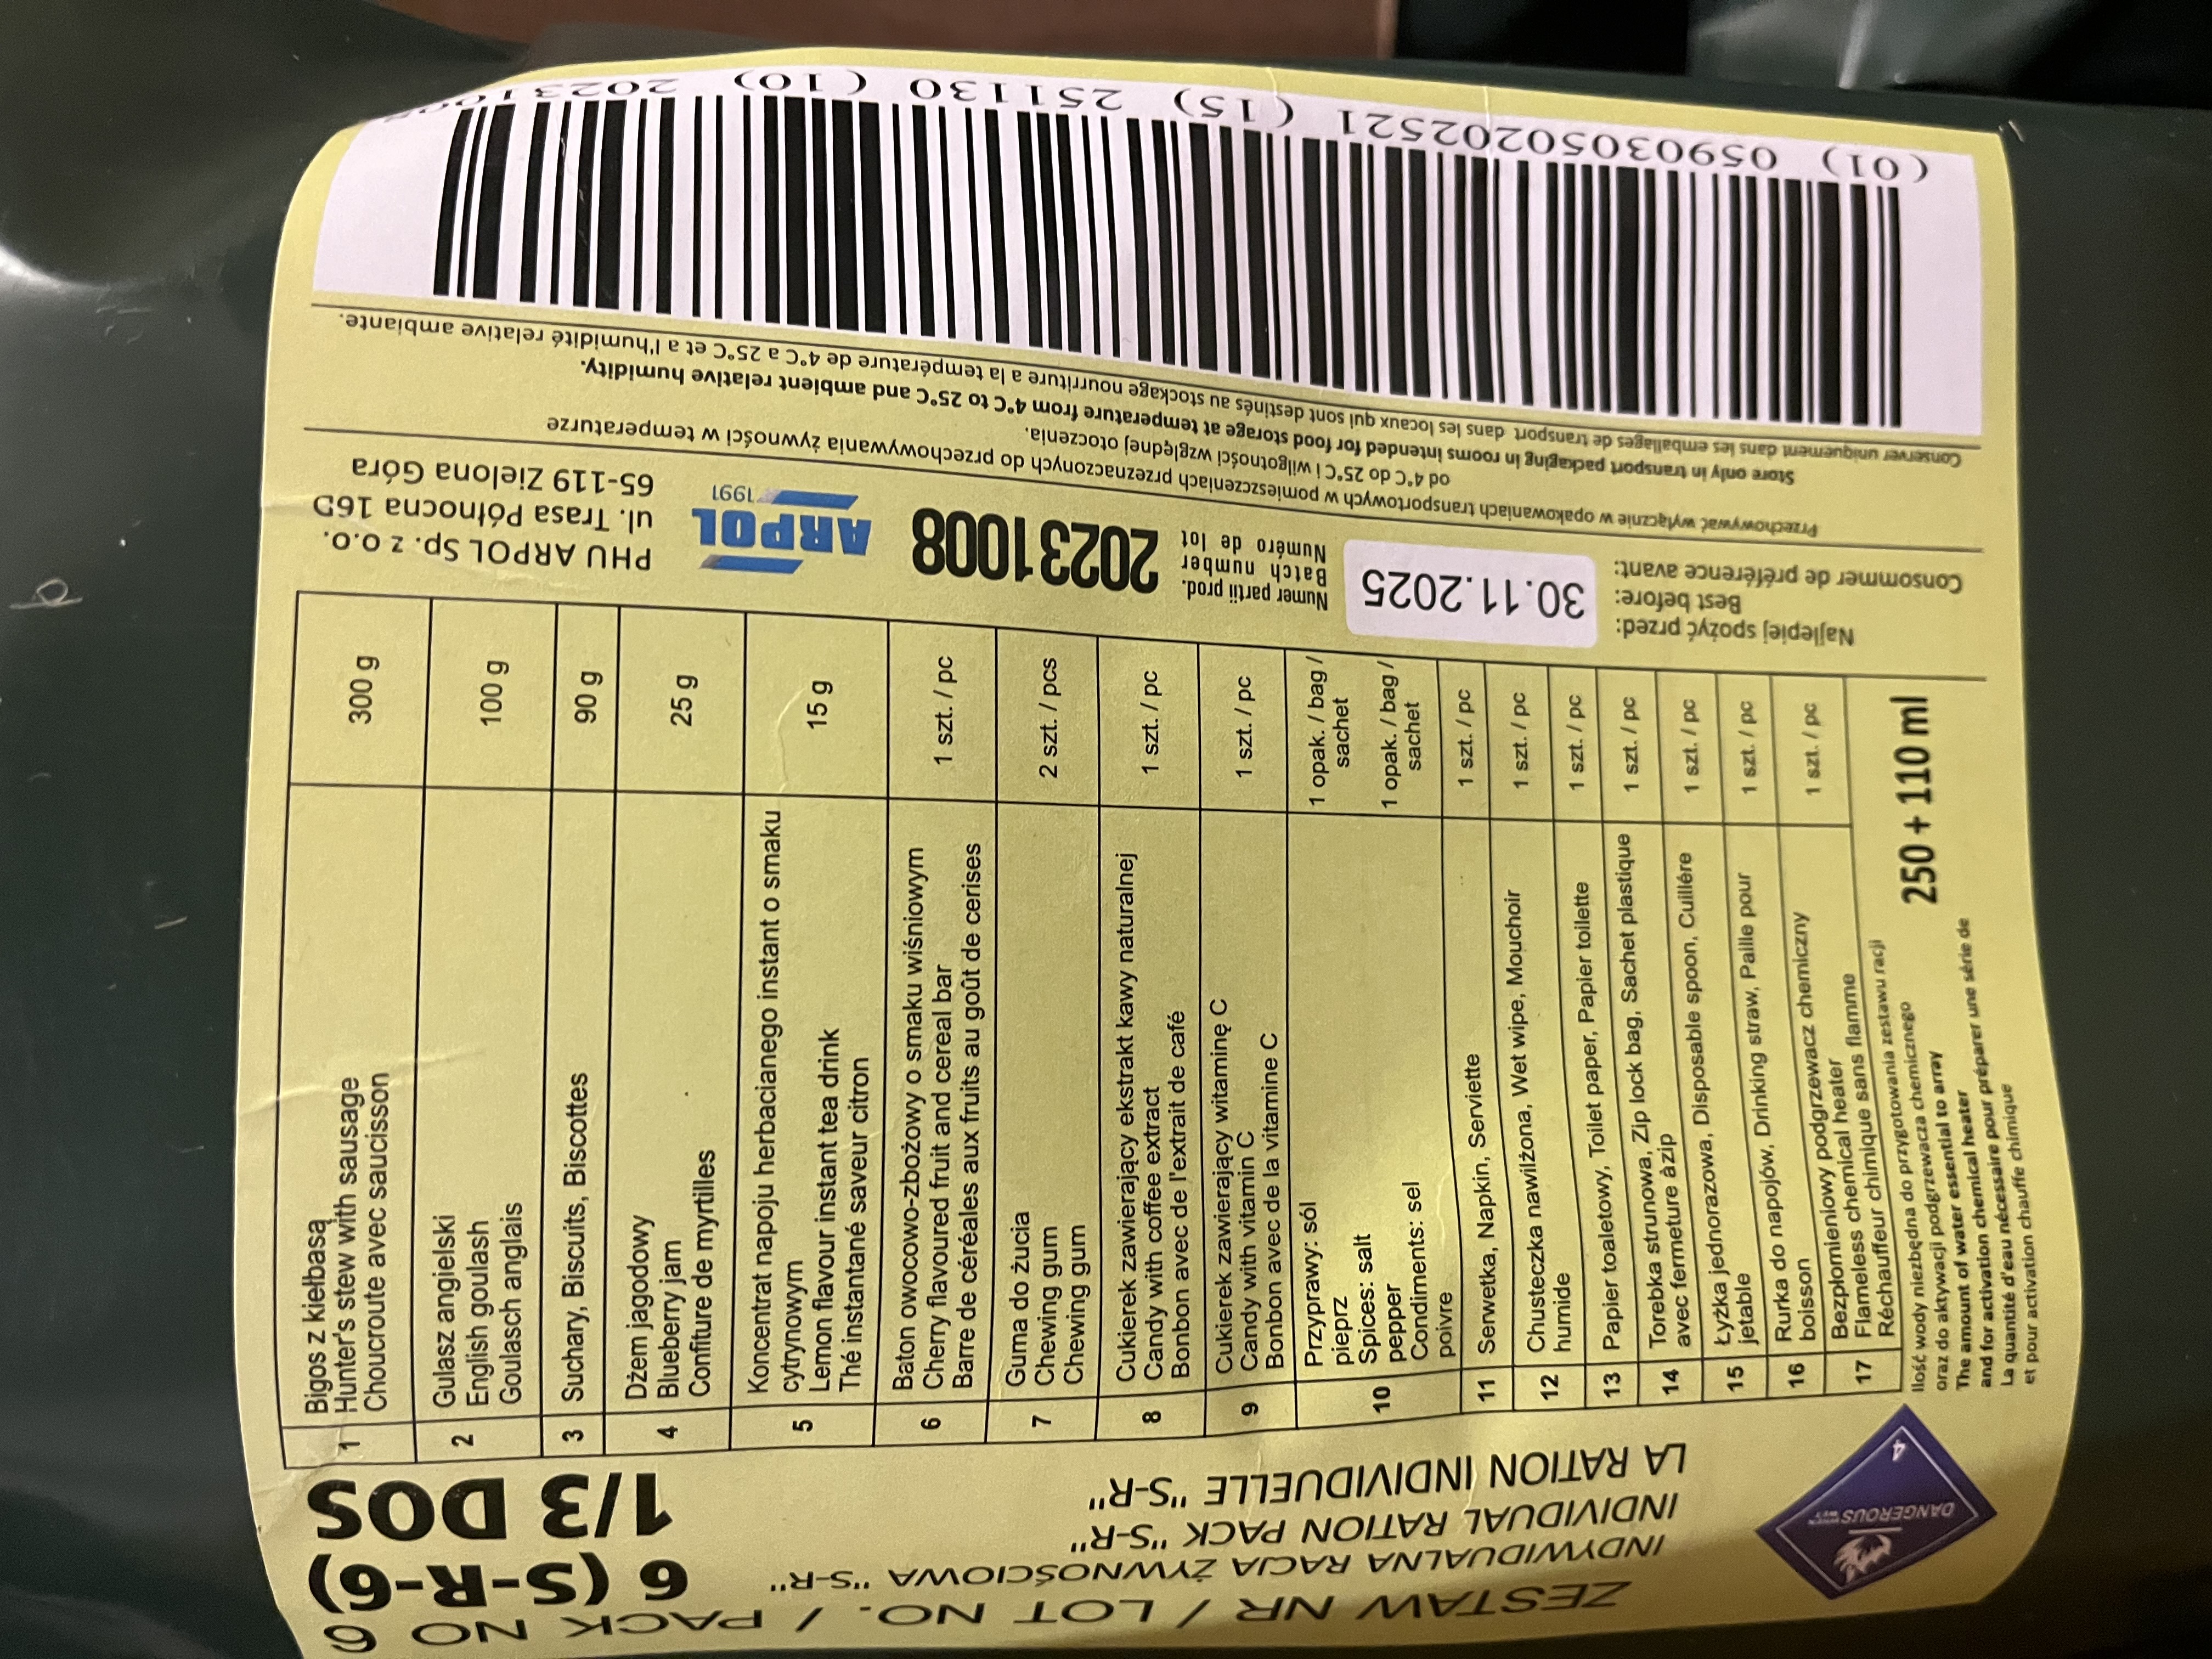 ZESTAW NR / LOT NO. / PACK NO 6
INDYWIDUALNA RACJA ŻYWNOŚCIOWA "S-R"
INDIVIDUAL RATION PACK "S-R"
LA RATION INDIVIDUELLE "S-R"
6 (S-R-6)
1/3 DOS
DANGEROUS
WHEN WET
4
1 Bigos z kiełbasą 300 g
Hunter's stew with sausage
Choucroute avec saucisson
2 Gulasz angielski 100 g
English goulash
Goulasch anglais
3 Suchary, Biscuits, Biscottes 90 g
4 Dżem jagodowy 25 g
Blueberry jam
Confiture de myrtilles
5 Koncentrat napoju herbacianego instant o smaku 15 g
cytrynowym
Lemon flavour instant tea drink
Thé instantané saveur citron
6 Baton owocowo-zbożowy o smaku wiśniowym 1 szt. / pc
Cherry flavoured fruit and cereal bar
Barre de céréales aux fruits au goût de cerises
7 Guma do żucia 2 szt. / pcs
Chewing gum
Chewing gum
8 Cukierek zawierający ekstrakt kawy naturalnej 1 szt. / pc
Candy with coffee extract
Bonbon avec de l'extrait de café
9 Cukierek zawierający witaminę C 1 szt. / pc
Candy with vitamin C
Bonbon avec de la vitamine C
10 Przyprawy: sól 1 opak. / bag /
pieprz sachet
Spices: salt
pepper 1 opak. / bag /
Condiments: sel sachet
poivre
11 Serwetka, Napkin, Serviette 1 szt. / pc
12 Chusteczka nawilżona, Wet wipe, Mouchoir 1 szt. / pc
humide
13 Papier toaletowy, Toilet paper, Papier toilette 1 szt. / pc
14 Torebka strunowa, Zip lock bag, Sachet plastique 1 szt. / pc
avec fermeture àzip
15 Łyżka jednorazowa, Disposable spoon, Cuillére 1 szt. / pc
jetable
16 Rurka do napojów, Drinking straw, Paille pour 1 szt. / pc
boisson
17 Bezpłomieniowy podgrzewacz chemiczny 1 szt. / pc
Flameless chemical heater
Réchauffeur chimique sans flamme
Ilość wody niezbędna do przygotowania zestawu racji
oraz do aktywacji podgrzewacza chemicznego
The amount of water essential to array
and for activation chemical heater
La quantité d'eau nécessaire pour préparer une série de
et pour activation chauffe chimique
250 + 110 ml
Najlepiej spożyć przed:
Best before:
Consommer de préférence avant:
30.11.2025
Numer partii prod.
Batch number
Numéro de lot
20231008
ARPOL
1991
PHU ARPOL Sp. z o.o.
ul. Trasa Północna 16D
65-119 Zielona Góra
Przechowywać wyłącznie w opakowaniach transportowych w pomieszczeniach przeznaczonych do przechowywania żywności w temperaturze
od 4°C do 25°C i wilgotności względnej otoczenia.
Store only in transport packaging in rooms intended for food storage at temperature from 4°C to 25°C and ambient relative humidity.
Conserver uniquement dans les emballages de transport dans les locaux qui sont destinés au stockage nourriture a la température de 4°C a 25°C et a l'humidité relative ambiante.
(01) 05903050202521 (15) 251130 (10) 20231008